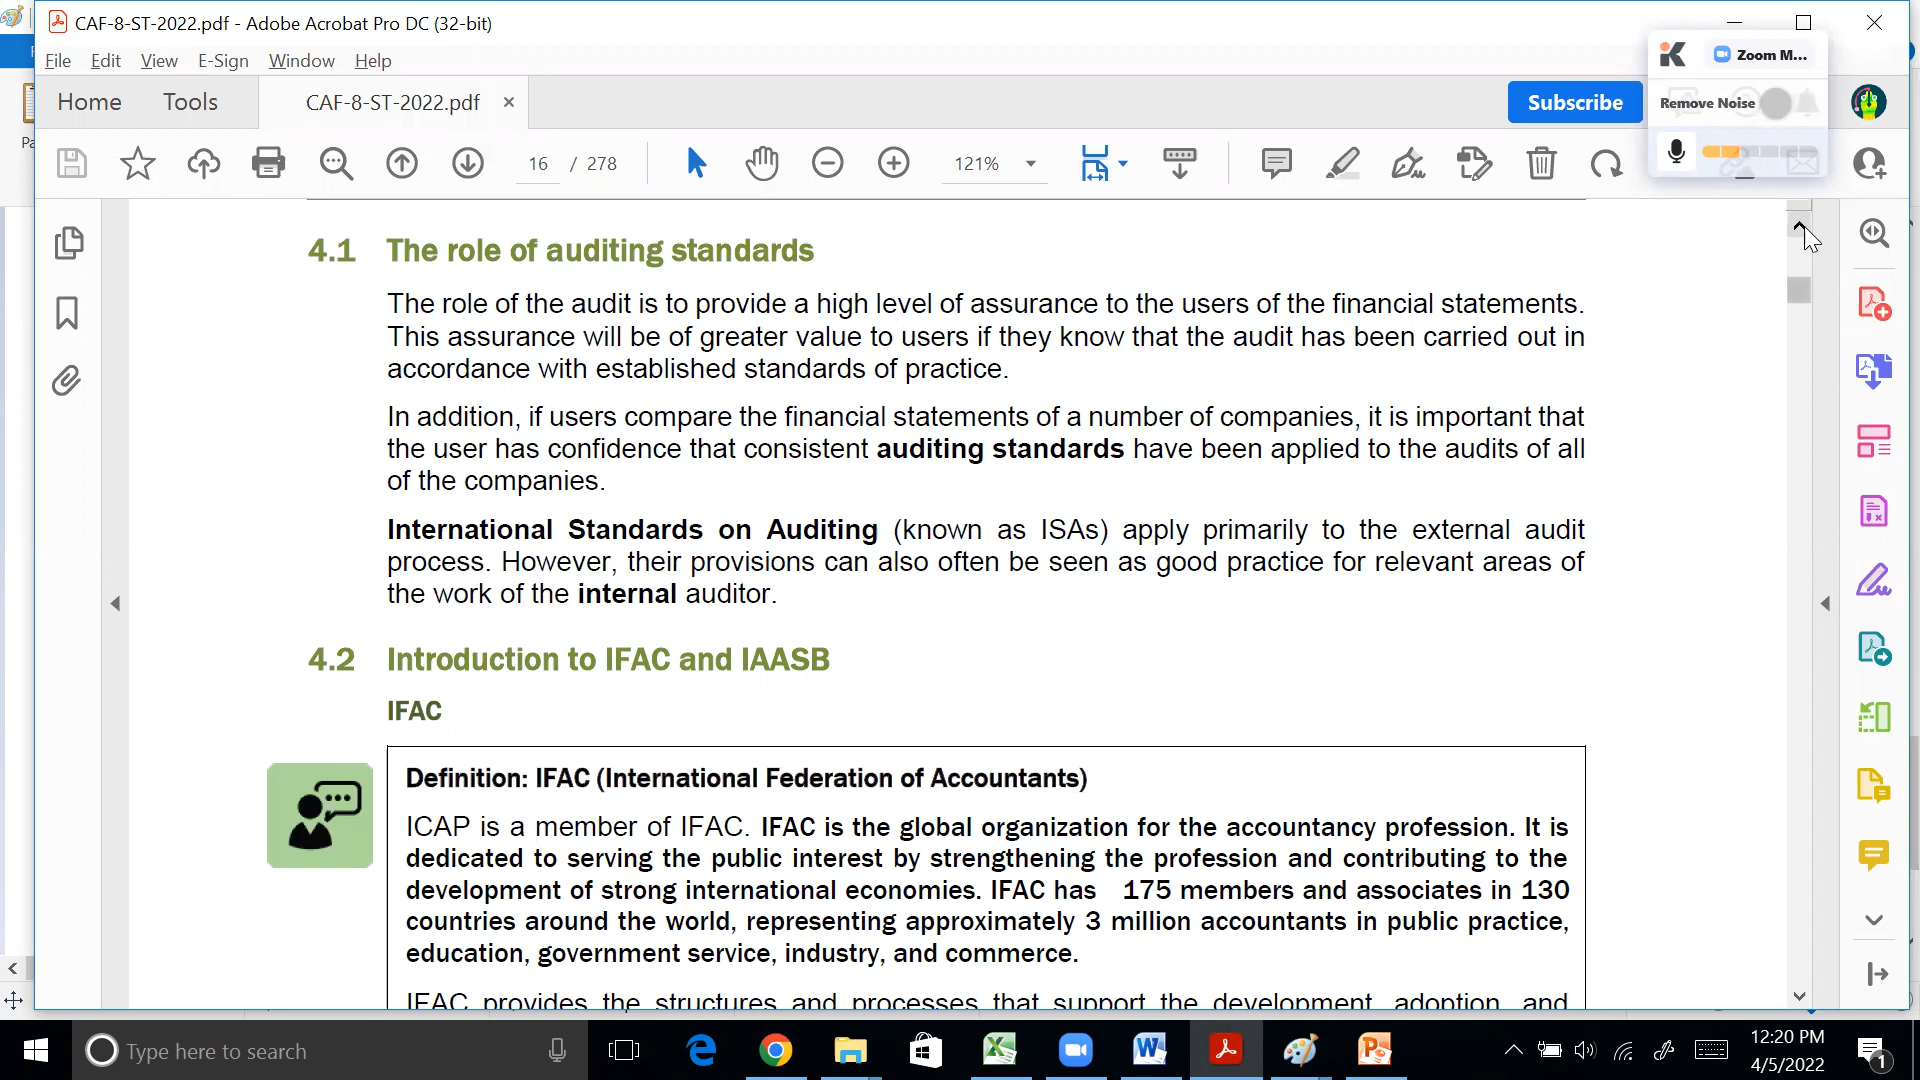 CAF-8-ST-2022.pdf - Adobe Acrobat Pro DC (32-bit)
File Edit View E-Sign Window Help
Zoom M...
Home Tools CAF-8-ST-2022.pdf × Subscribe
Remove Noise
16 / 278 121%
4.1 The role of auditing standards
The role of the audit is to provide a high level of assurance to the users of the financial statements.
This assurance will be of greater value to users if they know that the audit has been carried out in
accordance with established standards of practice.
In addition, if users compare the financial statements of a number of companies, it is important that
the user has confidence that consistent auditing standards have been applied to the audits of all
of the companies.
International Standards on Auditing (known as ISAs) apply primarily to the external audit
process. However, their provisions can also often be seen as good practice for relevant areas of
the work of the internal auditor.
4.2 Introduction to IFAC and IAASB
IFAC
Definition: IFAC (International Federation of Accountants)
ICAP is a member of IFAC. IFAC is the global organization for the accountancy profession. It is
dedicated to serving the public interest by strengthening the profession and contributing to the
development of strong international economies. IFAC has 175 members and associates in 130
countries around the world, representing approximately 3 million accountants in public practice,
education, government service, industry, and commerce.
IFAC provides the structures and processes that support the development, adoption, and
Type here to search
12:20 PM
4/5/2022
1